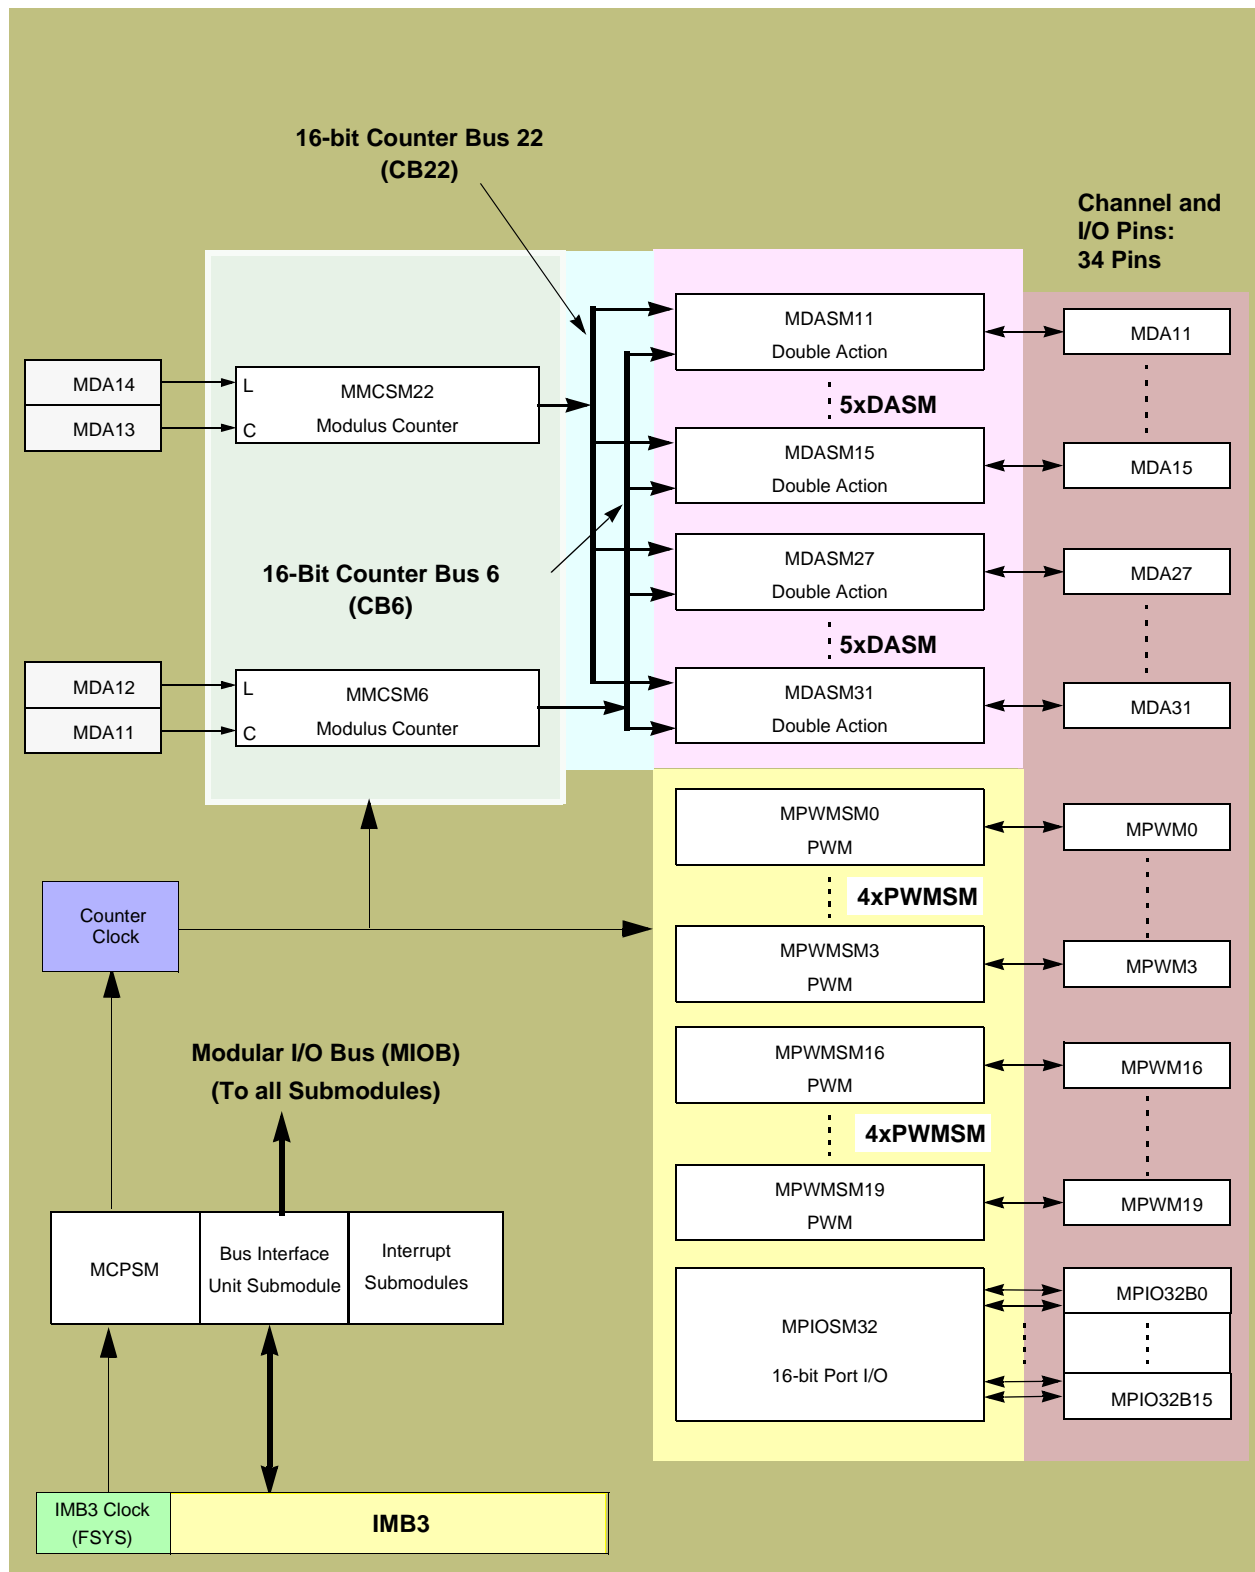 16-bit Counter Bus 22
(CB22)
Channel and
I/O Pins:
34 Pins
MDA14
MDA13
L
C
MMCSM22
Modulus Counter
MDASM11
Double Action
5xDASM
MDASM15
Double Action
MDA11
MDA15
16-Bit Counter Bus 6
(CB6)
MDASM27
Double Action
5xDASM
MDASM31
Double Action
MDA27
MDA31
MDA12
MDA11
L
C
MMCSM6
Modulus Counter
MPWMSM0
PWM
4xPWMSM
MPWMSM3
PWM
MPWM0
MPWM3
Counter
Clock
Modular I/O Bus (MIOB)
(To all Submodules)
MPWMSM16
PWM
4xPWMSM
MPWMSM19
PWM
MPWM16
MPWM19
MCPSM
Bus Interface
Unit Submodule
Interrupt
Submodules
MPIOSM32
16-bit Port I/O
MPIO32B0
MPIO32B15
IMB3 Clock
(FSYS)
IMB3